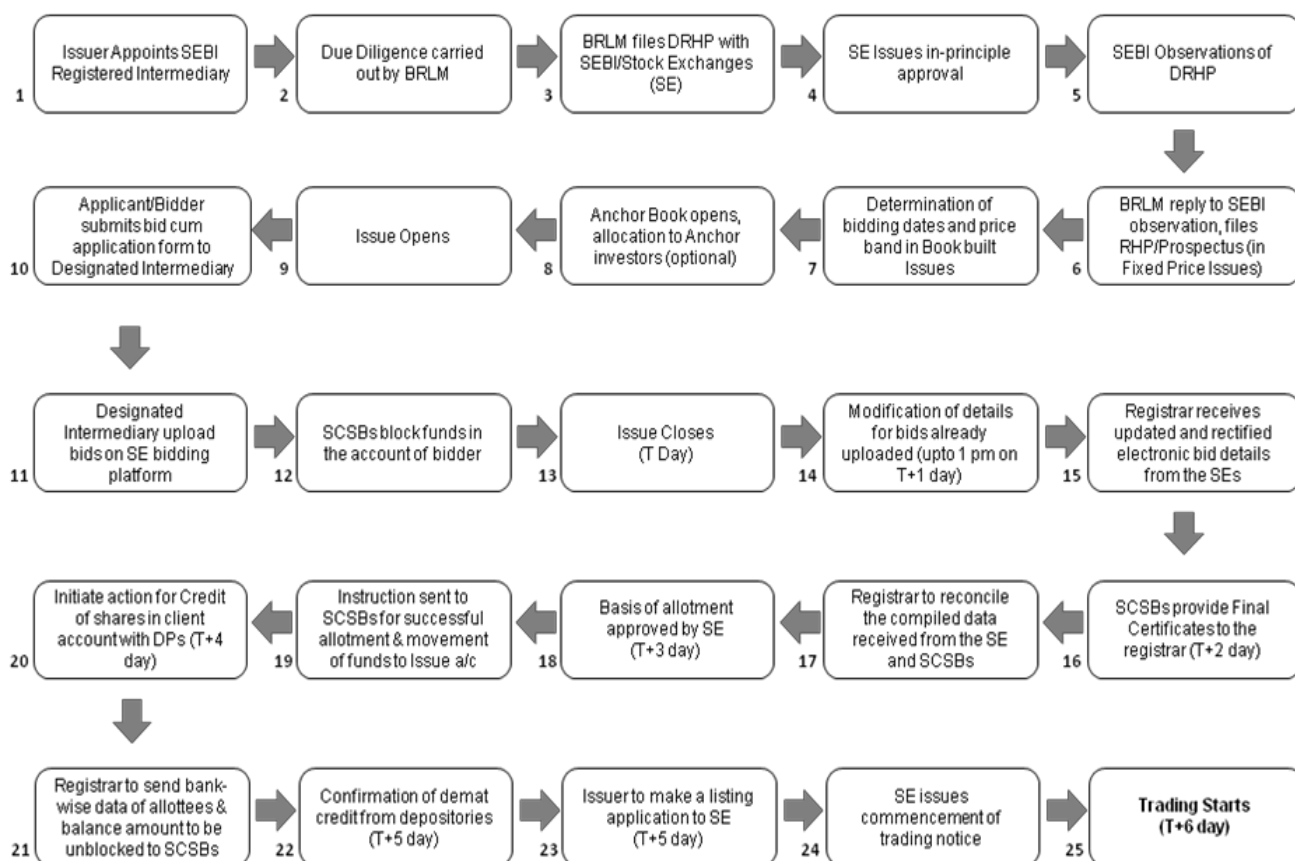 Issuer Appoints SEBI
Registered Intermediary
1
Due Diligence carried
out by BRLM
2
BRLM files DRHP with
SEBI/Stock Exchanges
(SE)
3
SE Issues in-principle
approval
4
SEBI Observations of
DRHP
5
BRLM reply to SEBI
observation, files
RHP/Prospectus (in
Fixed Price Issues)
6
Determination of
bidding dates and price
band in Book built
Issues
7
Anchor Book opens,
allocation to Anchor
investors (optional)
8
Issue Opens
9
Applicant/Bidder
submits bid cum
application form to
Designated Intermediary
10
Designated
Intermediary upload
bids on SE bidding
platform
11
SCSBs block funds in
the account of bidder
12
Issue Closes
(T Day)
13
Modification of details
for bids already
uploaded (upto 1 pm on
T+1 day)
14
Registrar receives
updated and rectified
electronic bid details
from the SEs
15
SCSBs provide Final
Certificates to the
registrar (T+2 day)
16
Registrar to reconcile
the compiled data
received from the SE
and SCSBs
17
Basis of allotment
approved by SE
(T+3 day)
18
Instruction sent to
SCSBs for successful
allotment & movement
of funds to Issue a/c
19
Initiate action for Credit
of shares in client
account with DPs (T+4
day)
20
Registrar to send bank-
wise data of allottees &
balance amount to be
unblocked to SCSBs
21
Confirmation of demat
credit from depositories
(T+5 day)
22
Issuer to make a listing
application to SE
(T+5 day)
23
SE issues
commencement of
trading notice
24
Trading Starts
(T+6 day)
25